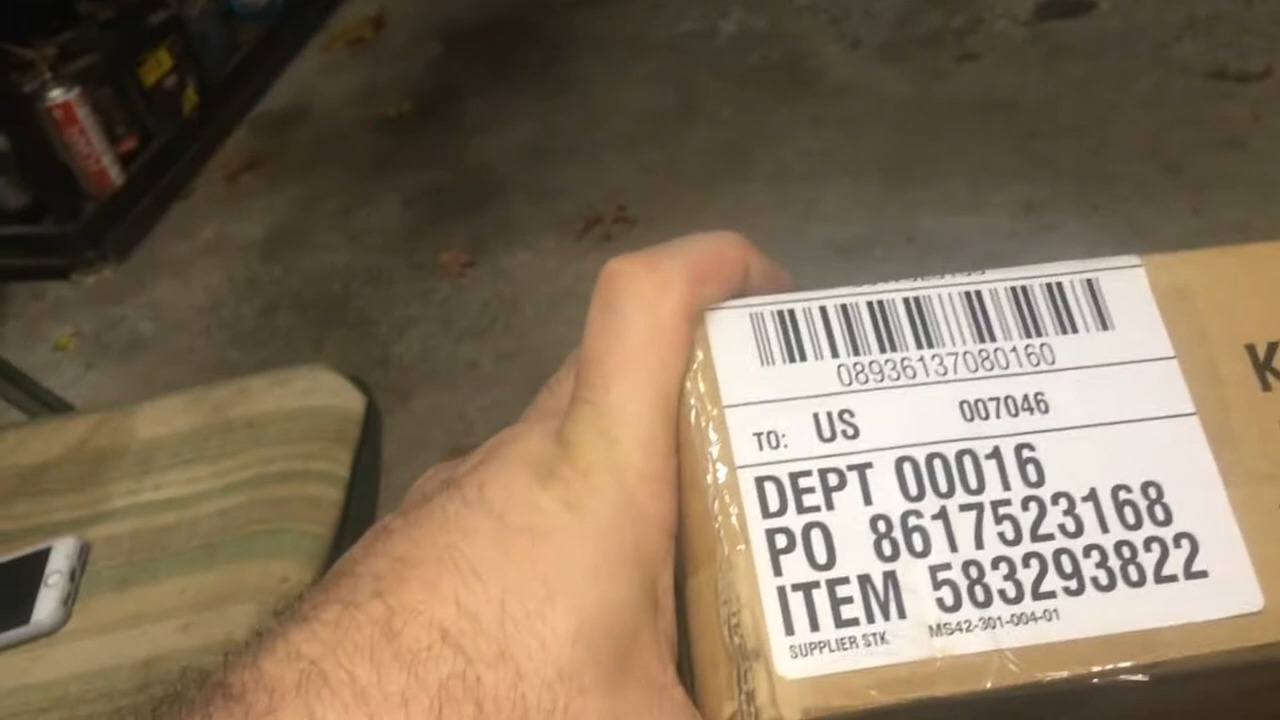 08936137080160
TO: US 007046
DEPT 00016
PO 8617523168
ITEM 583293822
SUPPLIER STK MS42-301-004-01
K